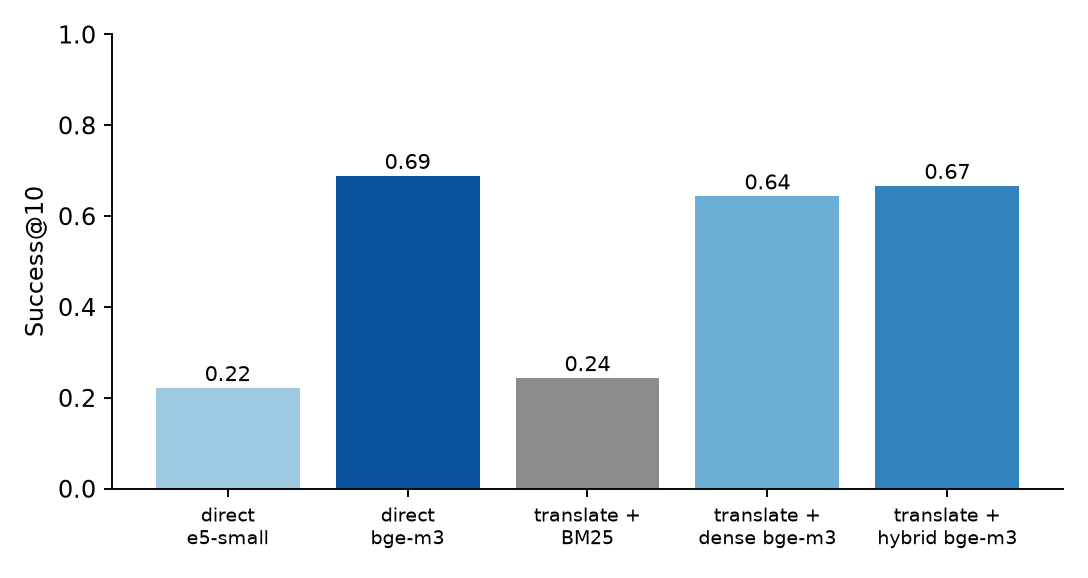 1.0
0.8
0.6
0.4
0.2
0.0
Success@10
0.22
0.69
0.24
0.64
0.67
direct
e5-small
direct
bge-m3
translate +
BM25
translate +
dense bge-m3
translate +
hybrid bge-m3